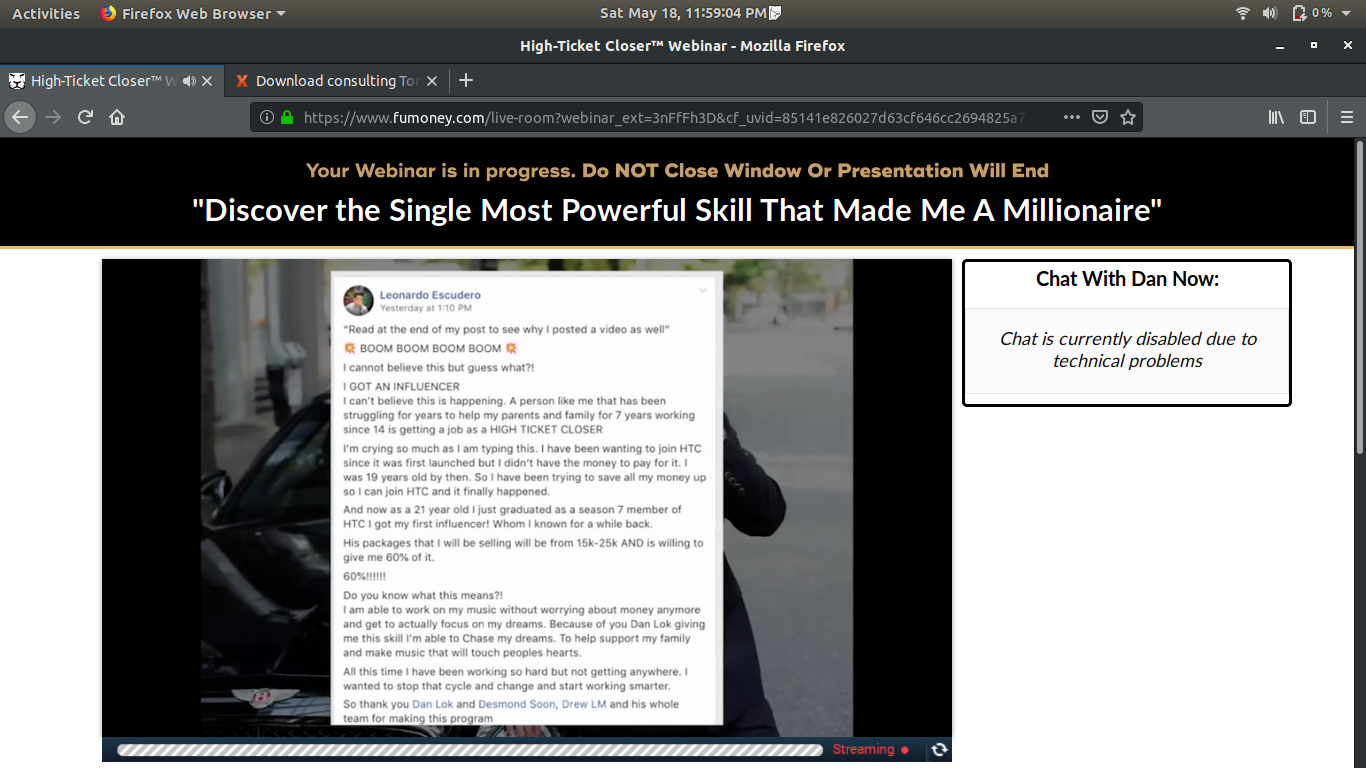 Activities Firefox Web Browser Sat May 18, 11:59:04 PM 0 %
High-Ticket Closer™ Webinar - Mozilla Firefox
High-Ticket Closer™ W Download consulting Tor
https://www.fumoney.com/live-room?webinar_ext=3nFfFh3D&cf_uvid=85141e826027d63cf646cc2694825a7
Your Webinar is in progress. Do NOT Close Window Or Presentation Will End
"Discover the Single Most Powerful Skill That Made Me A Millionaire"
Leonardo Escudero
Yesterday at 1:10 PM
“Read at the end of my post to see why I posted a video as well”
💥 BOOM BOOM BOOM BOOM 💥
I cannot believe this but guess what?!
I GOT AN INFLUENCER
I can't believe this is happening. A person like me that has been
struggling for years to help my parents and family for 7 years working
since 14 is getting a job as a HIGH TICKET CLOSER
I'm crying so much as I am typing this. I have been wanting to join HTC
since it was first launched but I didn't have the money to pay for it. I
was 19 years old by then. So I have been trying to save all my money up
so I can join HTC and it finally happened.
And now as a 21 year old I just graduated as a season 7 member of
HTC I got my first influencer! Whom I known for a while back.
His packages that I will be selling will be from 15k-25k AND is willing to
give me 60% of it.
60%!!!!!!
Do you know what this means?!
I am able to work on my music without worrying about money anymore
and get to actually focus on my dreams. Because of you Dan Lok giving
me this skill I'm able to Chase my dreams. To help support my family
and make music that will touch peoples hearts.
All this time I have been working so hard but not getting anywhere. I
wanted to stop that cycle and change and start working smarter.
So thank you Dan Lok and Desmond Soon, Drew LM and his whole
team for making this program
Streaming
Chat With Dan Now:
Chat is currently disabled due to
technical problems